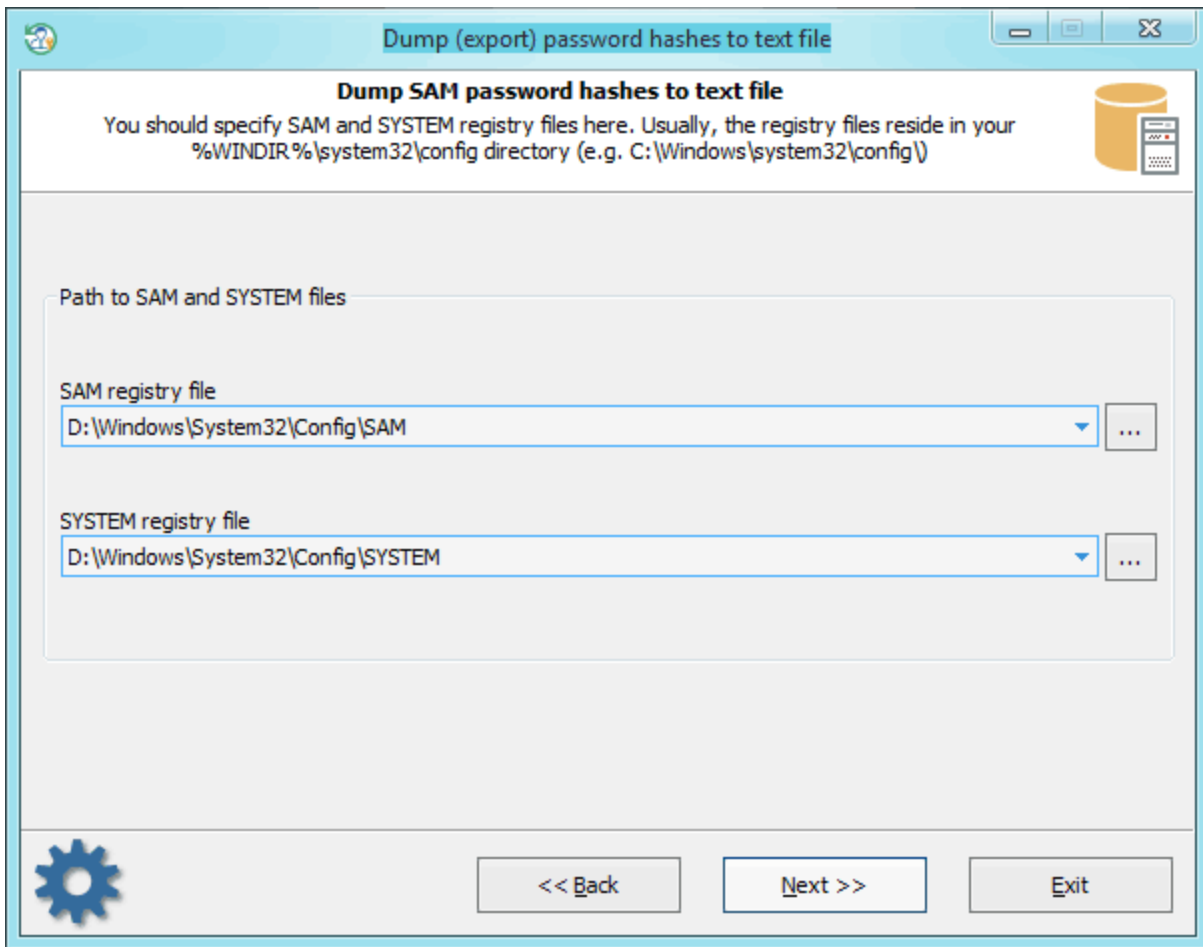 Dump (export) password hashes to text file
Dump SAM password hashes to text file
You should specify SAM and SYSTEM registry files here. Usually, the registry files reside in your
%WINDIR%\system32\config directory (e.g. C:\Windows\system32\config\)
Path to SAM and SYSTEM files
SAM registry file
D:\Windows\System32\Config\SAM
...
SYSTEM registry file
D:\Windows\System32\Config\SYSTEM
...
<< Back
Next >>
Exit